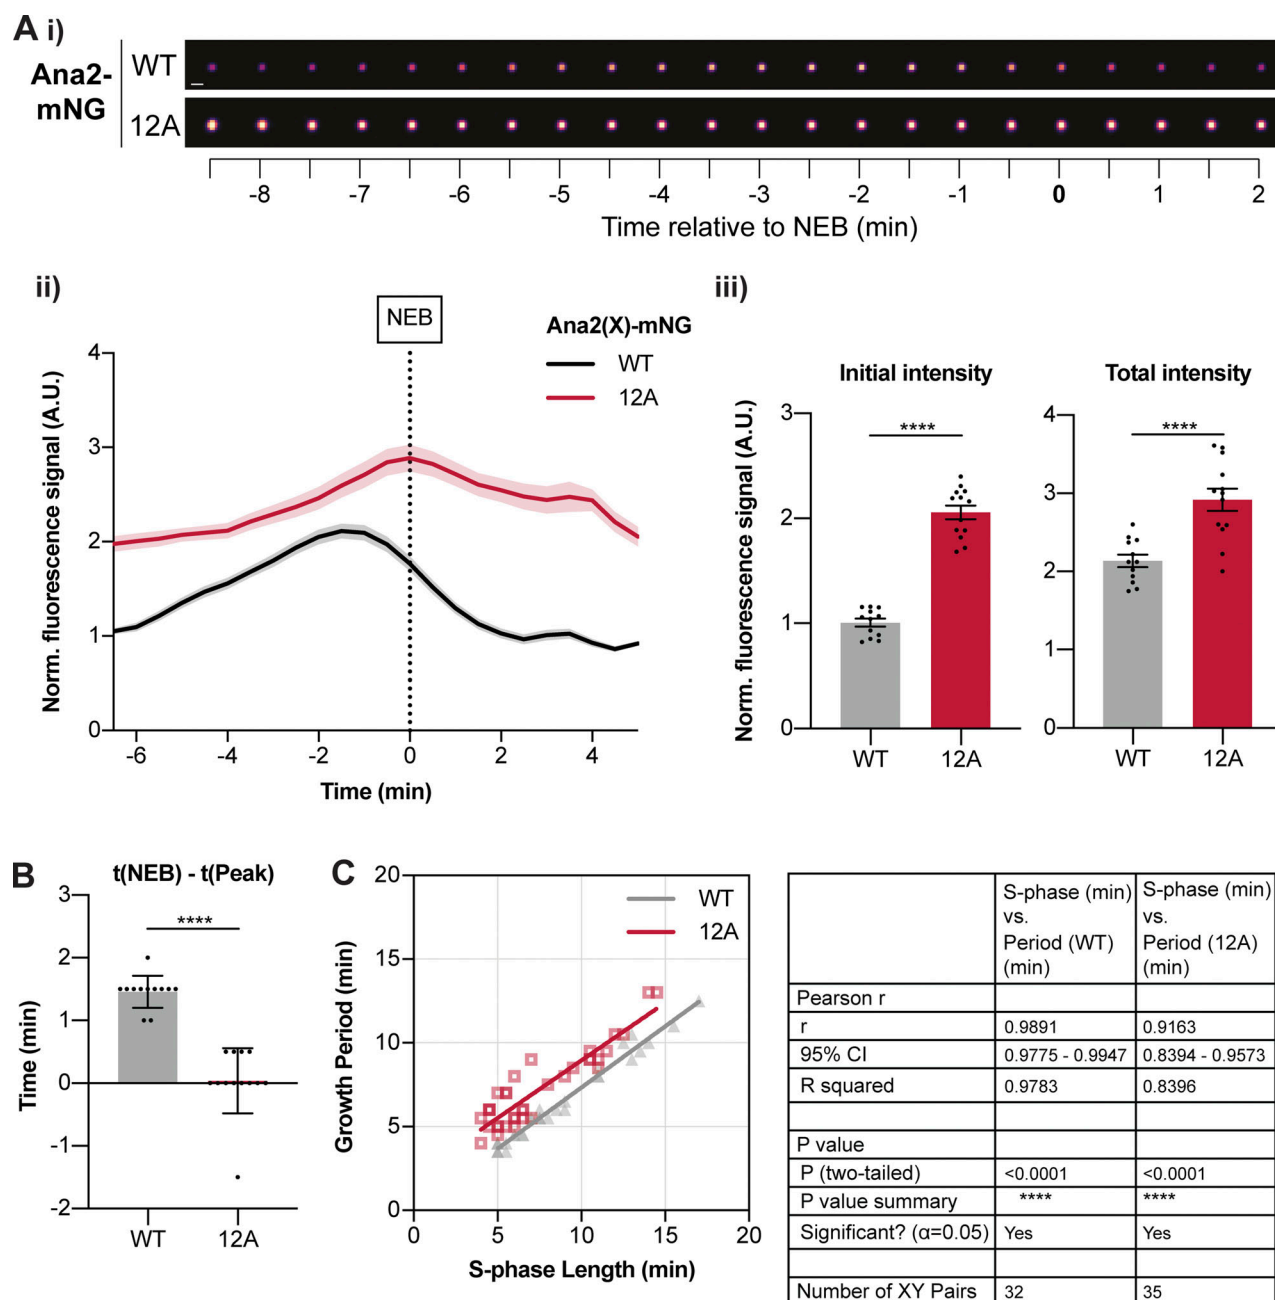 A i)
Ana2-
mNG
WT
12A
-8 -7 -6 -5 -4 -3 -2 -1 0 1 2
Time relative to NEB (min)
ii)
NEB
Ana2(X)-mNG
WT
12A
Norm. fluorescence signal (A.U.)
4
3
2
1
0
-6 -4 -2 0 2 4
Time (min)
iii)
Initial intensity
Norm. fluorescence signal (A.U.)
3
2
1
0
****
WT 12A
Total intensity
4
3
2
1
0
****
WT 12A
B
t(NEB) - t(Peak)
Time (min)
3
2
1
0
-1
-2
****
WT 12A
C
Growth Period (min)
20
15
10
5
0
WT
12A
0 5 10 15 20
S-phase Length (min)
S-phase (min) S-phase (min)
vs. vs.
Period (WT) Period (12A)
(min) (min)
Pearson r
r 0.9891 0.9163
95% CI 0.9775 - 0.9947 0.8394 - 0.9573
R squared 0.9783 0.8396
P value
P (two-tailed) <0.0001 <0.0001
P value summary **** ****
Significant? (α=0.05) Yes Yes
Number of XY Pairs 32 35